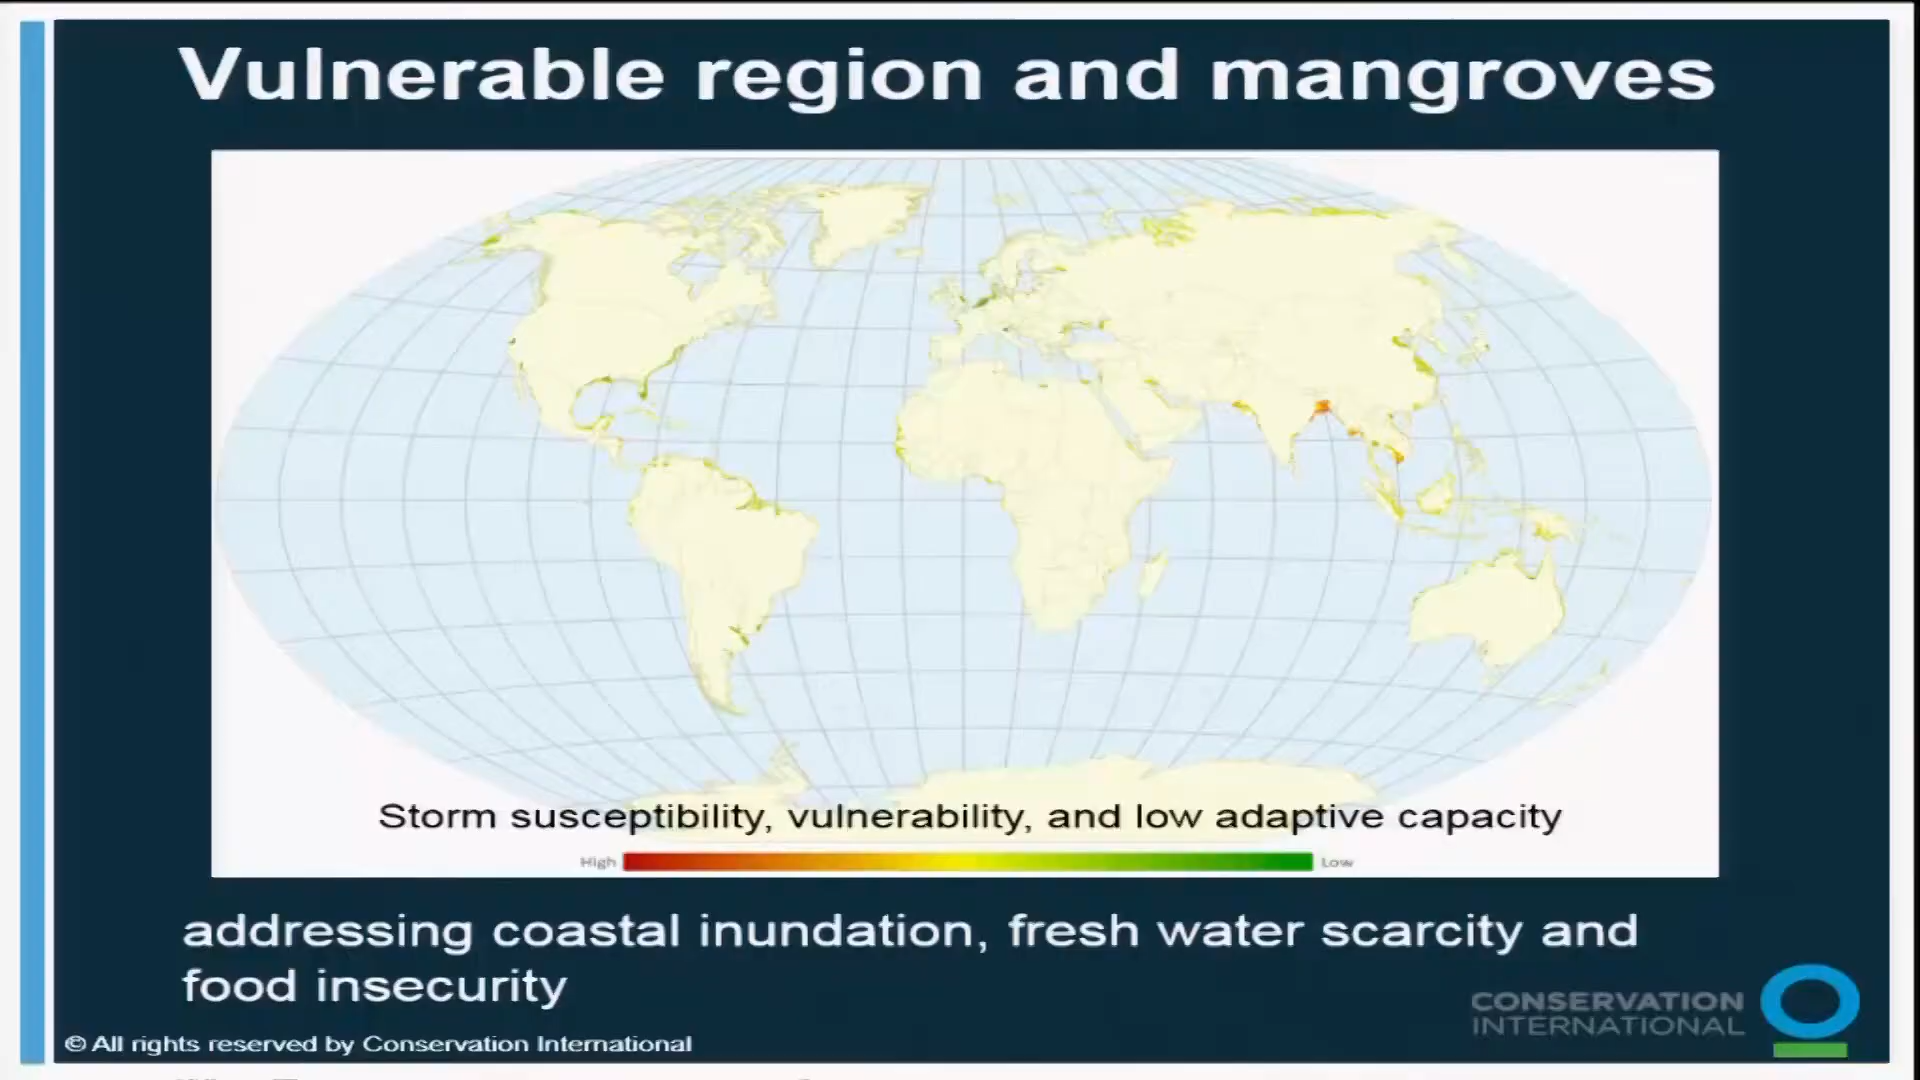 Vulnerable region and mangroves
Storm susceptibility, vulnerability, and low adaptive capacity
High
Low
addressing coastal inundation, fresh water scarcity and
food insecurity
CONSERVATION
INTERNATIONAL
© All rights reserved by Conservation International